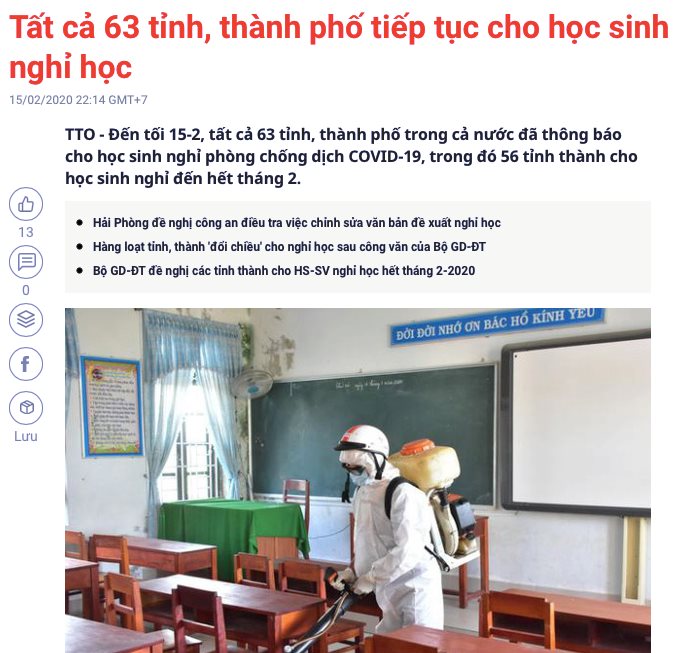 Tất cả 63 tỉnh, thành phố tiếp tục cho học sinh
nghỉ học
15/02/2020 22:14 GMT+7
TTO - Đến tối 15-2, tất cả 63 tỉnh, thành phố trong cả nước đã thông báo
cho học sinh nghỉ phòng chống dịch COVID-19, trong đó 56 tỉnh thành cho
học sinh nghỉ đến hết tháng 2.
13
0
Lưu
Hải Phòng đề nghị công an điều tra việc chỉnh sửa văn bản đề xuất nghỉ học
Hàng loạt tỉnh, thành 'đổi chiều' cho nghỉ học sau công văn của Bộ GD-ĐT
Bộ GD-ĐT đề nghị các tỉnh thành cho HS-SV nghỉ học hết tháng 2-2020
ĐỜI ĐỜI NHỚ ƠN BÁC HỒ KÍNH YÊU